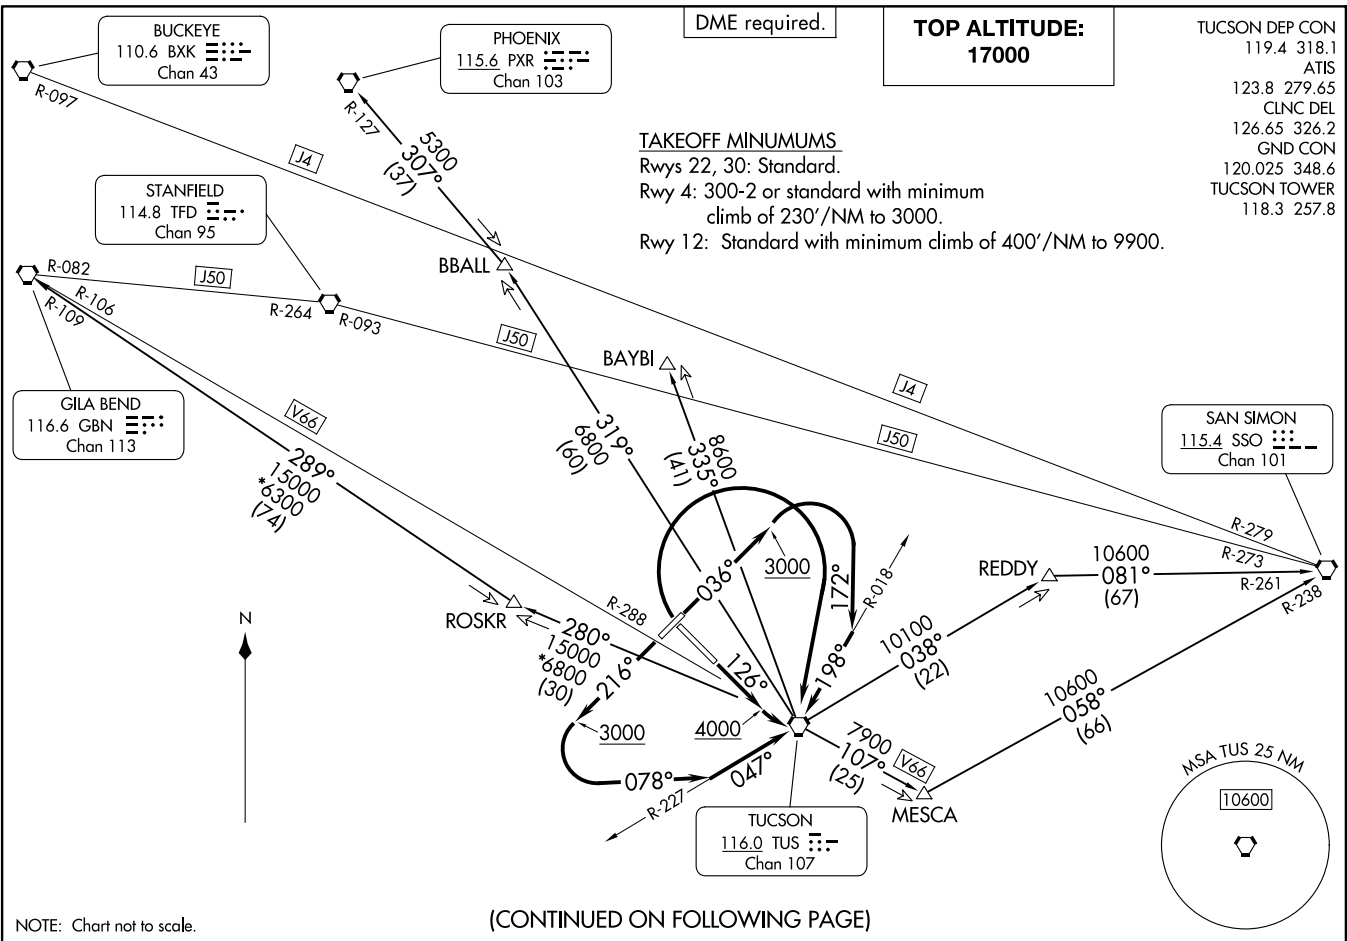 DME required.
TOP ALTITUDE:
17000
TUCSON DEP CON
119.4 318.1
ATIS
123.8 279.65
CLNC DEL
126.65 326.2
GND CON
120.025 348.6
TUCSON TOWER
118.3 257.8
BUCKEYE
110.6 BXK
Chan 43
R-097
PHOENIX
115.6 PXR
Chan 103
R-127
5300
307°
(37)
J4
TAKEOFF MINUMUMS
Rwys 22, 30: Standard.
Rwy 4: 300-2 or standard with minimum
climb of 230'/NM to 3000.
Rwy 12: Standard with minimum climb of 400'/NM to 9900.
STANFIELD
114.8 TFD
Chan 95
BBALL
R-082
J50
R-264
R-093
R-106
R-109
J50
BAYBI
J4
J50
GILA BEND
116.6 GBN
Chan 113
V66
289°
15000
*6300
(74)
319°
6800
(60)
8600
335°
(41)
SAN SIMON
115.4 SSO
Chan 101
R-279
R-273
R-261
R-238
3000
036°
172°
R-018
REDDY
10600
081°
(67)
ROSKR
R-288
280°
15000
*6800
(30)
216°
126°
198°
10100
038°
(22)
10600
058°
(66)
3000
4000
078°
047°
R-227
7900
107°
(25)
V66
MESCA
TUCSON
116.0 TUS
Chan 107
N
MSA TUS 25 NM
10600
NOTE: Chart not to scale.
(CONTINUED ON FOLLOWING PAGE)